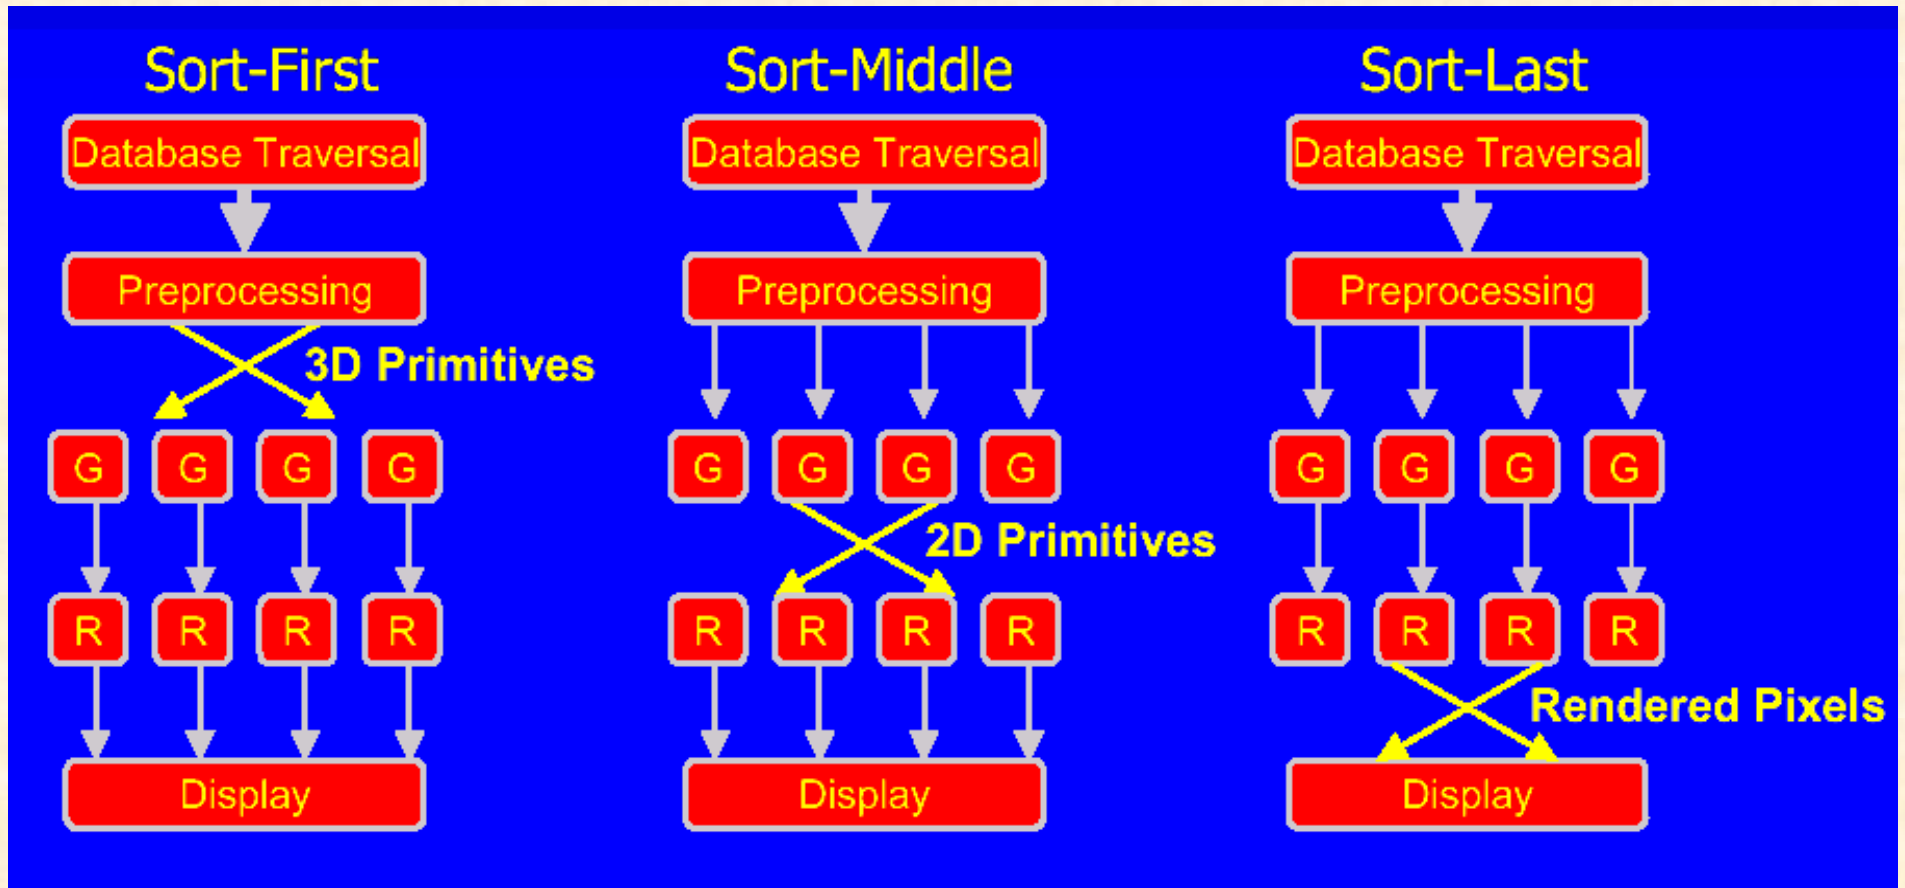 Sort-First
Database Traversal
Preprocessing
3D Primitives
G G G G
R R R R
Display
Sort-Middle
Database Traversal
Preprocessing
G G G G
2D Primitives
R R R R
Display
Sort-Last
Database Traversal
Preprocessing
G G G G
R R R R
Rendered Pixels
Display